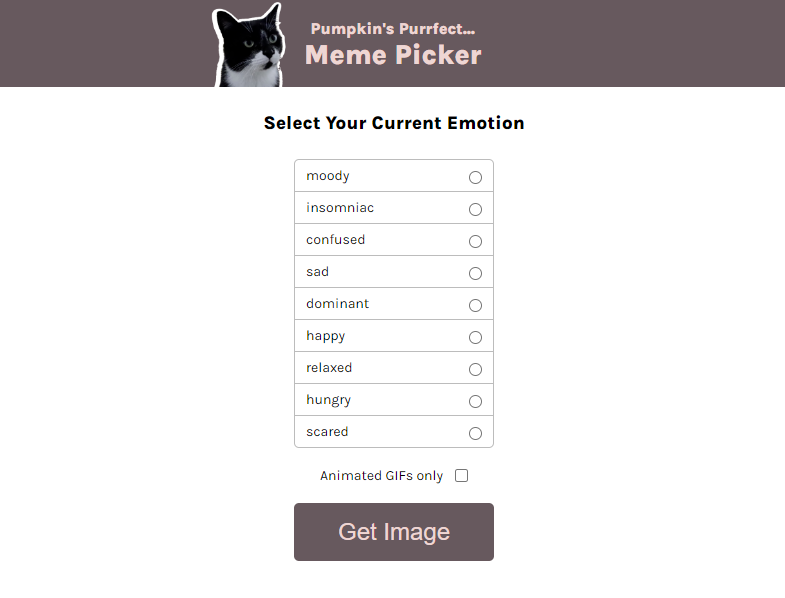 Pumpkin's Purrfect...
Meme Picker
Select Your Current Emotion
moody
insomniac
confused
sad
dominant
happy
relaxed
hungry
scared
Animated GIFs only
Get Image